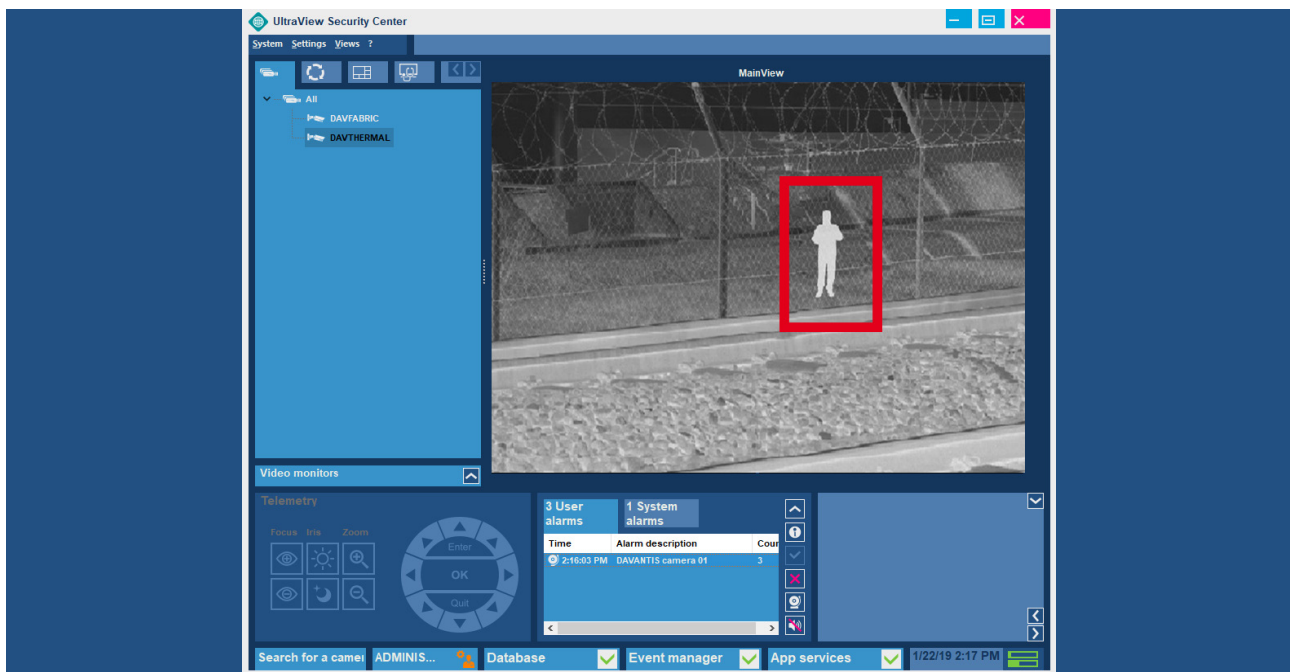 UltraView Security Center
System Settings Views ?
MainView
All
DAVFABRIC
DAVTHERMAL
Video monitors
Telemetry
Focus Iris Zoom
Enter
OK
Quit
3 User alarms
1 System alarms
Time Alarm description Cour
2:16:03 PM DAVANTIS camera 01 3
Search for a camei ADMINIS... Database Event manager App services 1/22/19 2:17 PM